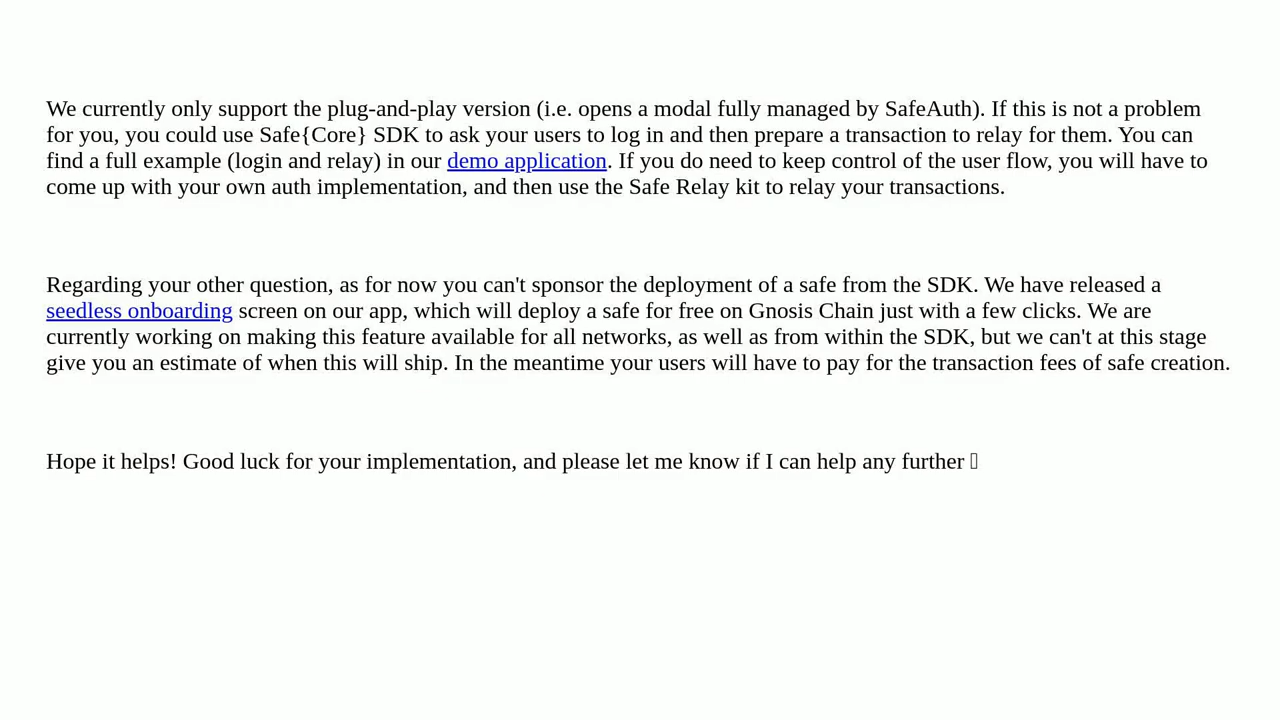 We currently only support the plug-and-play version (i.e. opens a modal fully managed by SafeAuth). If this is not a problem
for you, you could use Safe{Core} SDK to ask your users to log in and then prepare a transaction to relay for them. You can
find a full example (login and relay) in our demo application. If you do need to keep control of the user flow, you will have to
come up with your own auth implementation, and then use the Safe Relay kit to relay your transactions.
Regarding your other question, as for now you can't sponsor the deployment of a safe from the SDK. We have released a
seedless onboarding screen on our app, which will deploy a safe for free on Gnosis Chain just with a few clicks. We are
currently working on making this feature available for all networks, as well as from within the SDK, but we can't at this stage
give you an estimate of when this will ship. In the meantime your users will have to pay for the transaction fees of safe creation.
Hope it helps! Good luck for your implementation, and please let me know if I can help any further